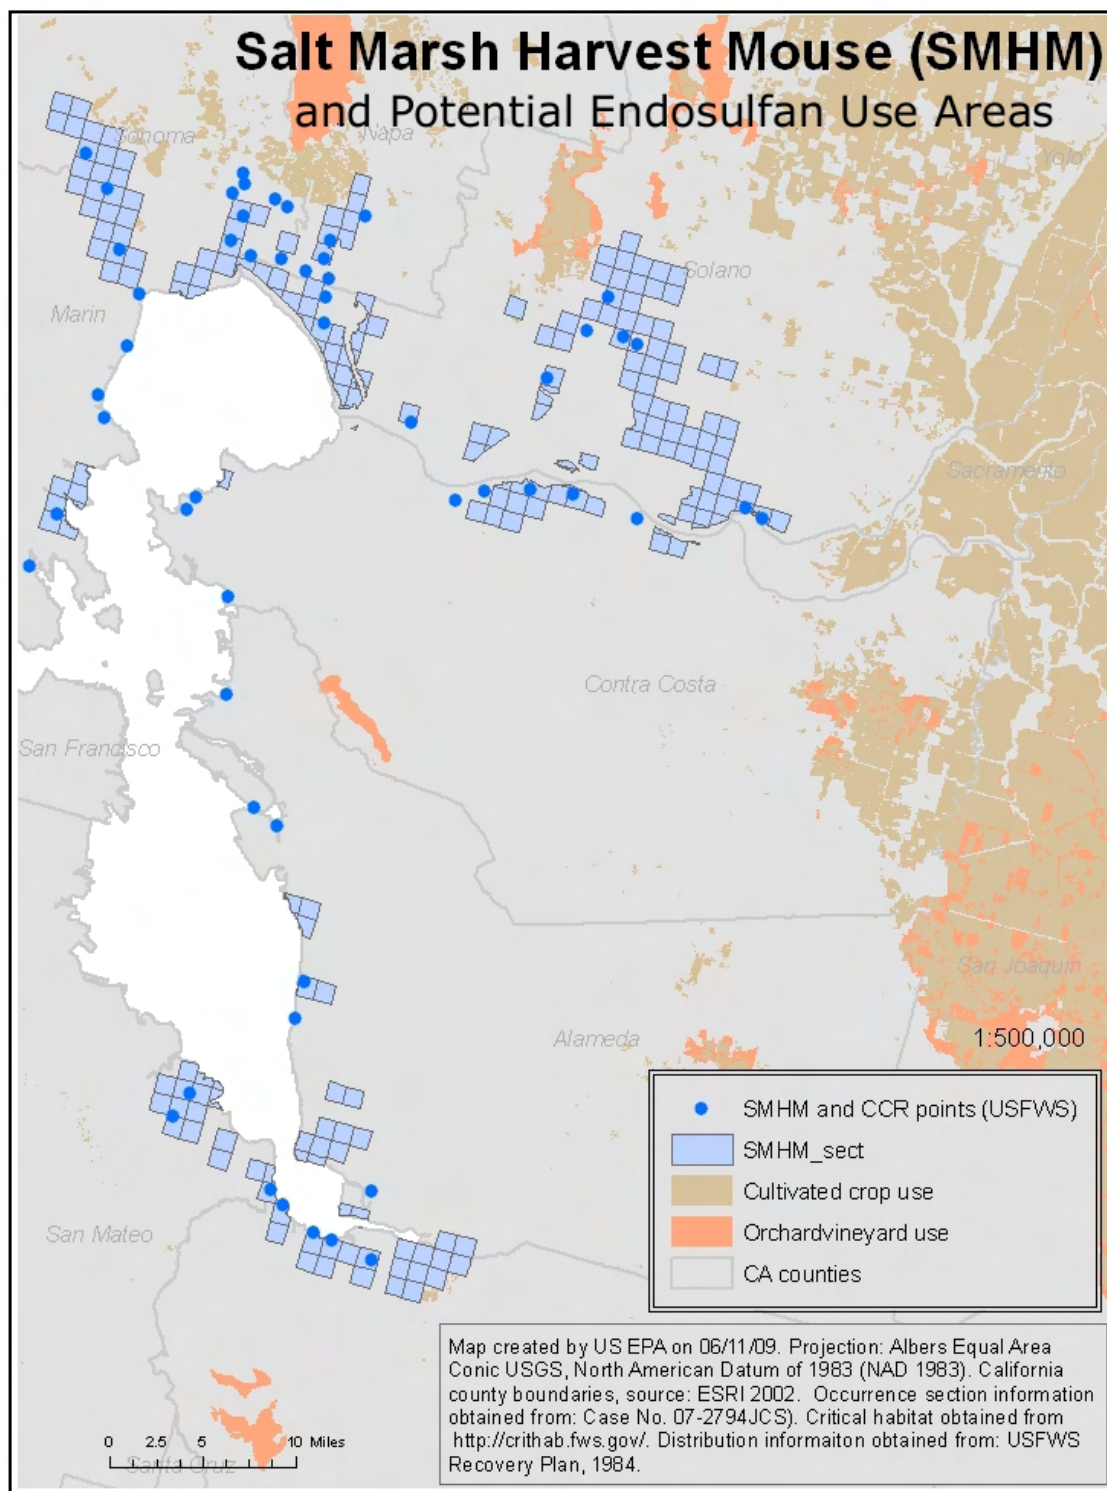 Salt Marsh Harvest Mouse (SMHM)
and Potential Endosulfan Use Areas
Sonoma
Napa
Yolo
Solano
Marin
Sacramento
Contra Costa
San Francisco
San Joaquin
Alameda
1:500,000
SMHM and CCR points (USFWS)
SMHM_sect
Cultivated crop use
Orchardvineyard use
CA counties
San Mateo
Map created by US EPA on 06/11/09. Projection: Albers Equal Area
Conic USGS, North American Datum of 1983 (NAD 1983). California
county boundaries, source: ESRI 2002. Occurrence section information
obtained from: Case No. 07-2794JCS). Critical habitat obtained from
http://crithab.fws.gov/. Distribution informaiton obtained from: USFWS
Recovery Plan, 1984.
0 2.5 5 10 Miles
Santa Cruz